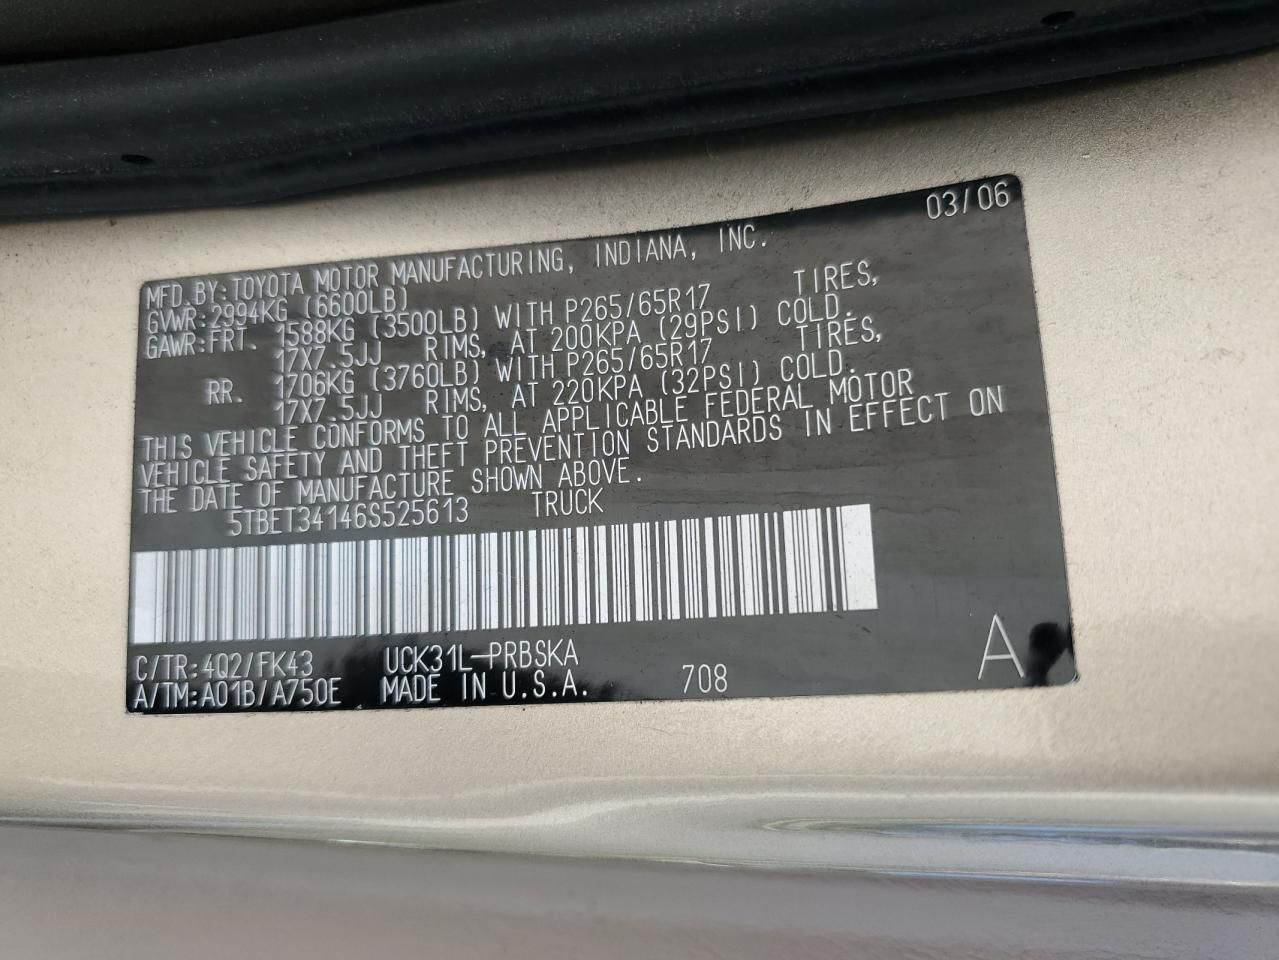 03/06
MFD.BY:TOYOTA MOTOR MANUFACTURING, INDIANA, INC.
GVWR:2994KG (6600LB)
GAWR:FRT. 1588KG (3500LB) WITH P265/65R17 TIRES,
17X7.5JJ RIMS, AT 200KPA (29PSI) COLD.
RR. 1706KG (3760LB) WITH P265/65R17 TIRES,
17X7.5JJ RIMS, AT 220KPA (32PSI) COLD.
THIS VEHICLE CONFORMS TO ALL APPLICABLE FEDERAL MOTOR
VEHICLE SAFETY AND THEFT PREVENTION STANDARDS IN EFFECT ON
THE DATE OF MANUFACTURE SHOWN ABOVE.
5TBET34146S525613 TRUCK
C/TR:4Q2/FK43 UCK31L-PRBSKA
A/TM:A01B/A750E MADE IN U.S.A. 708 A